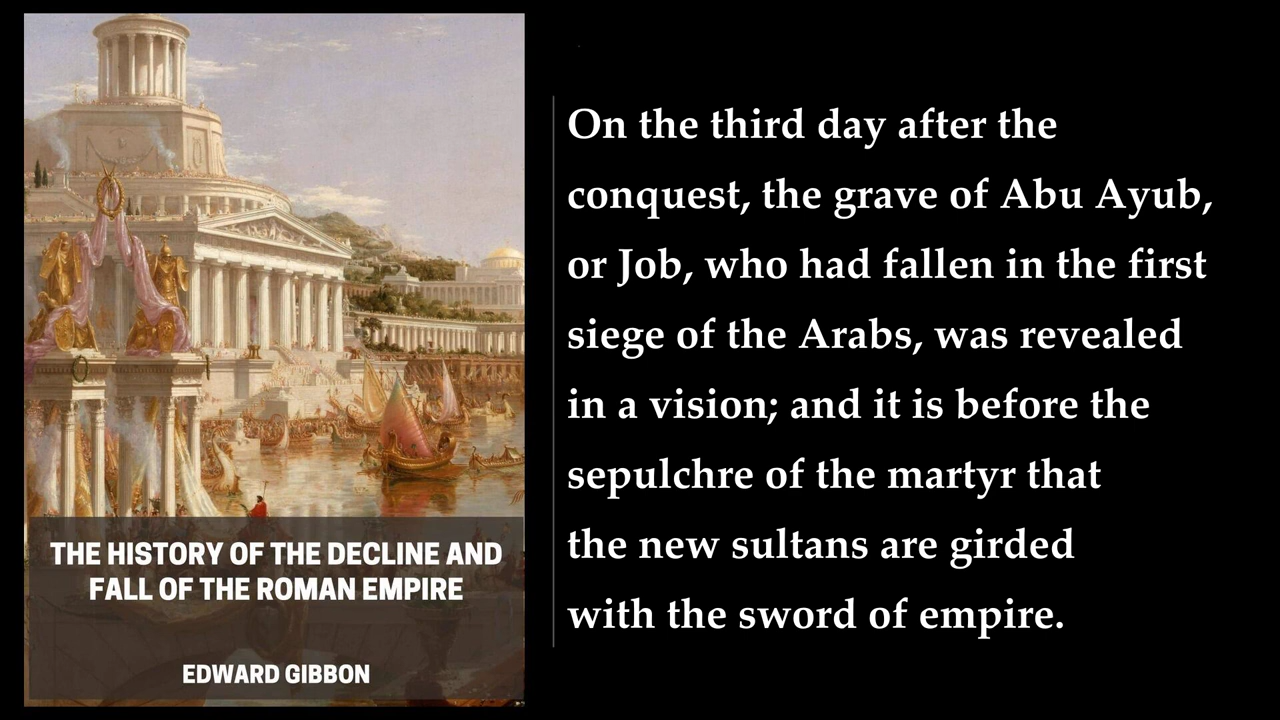 THE HISTORY OF THE DECLINE AND
FALL OF THE ROMAN EMPIRE
EDWARD GIBBON
On the third day after the
conquest, the grave of Abu Ayub,
or Job, who had fallen in the first
siege of the Arabs, was revealed
in a vision; and it is before the
sepulchre of the martyr that
the new sultans are girded
with the sword of empire.